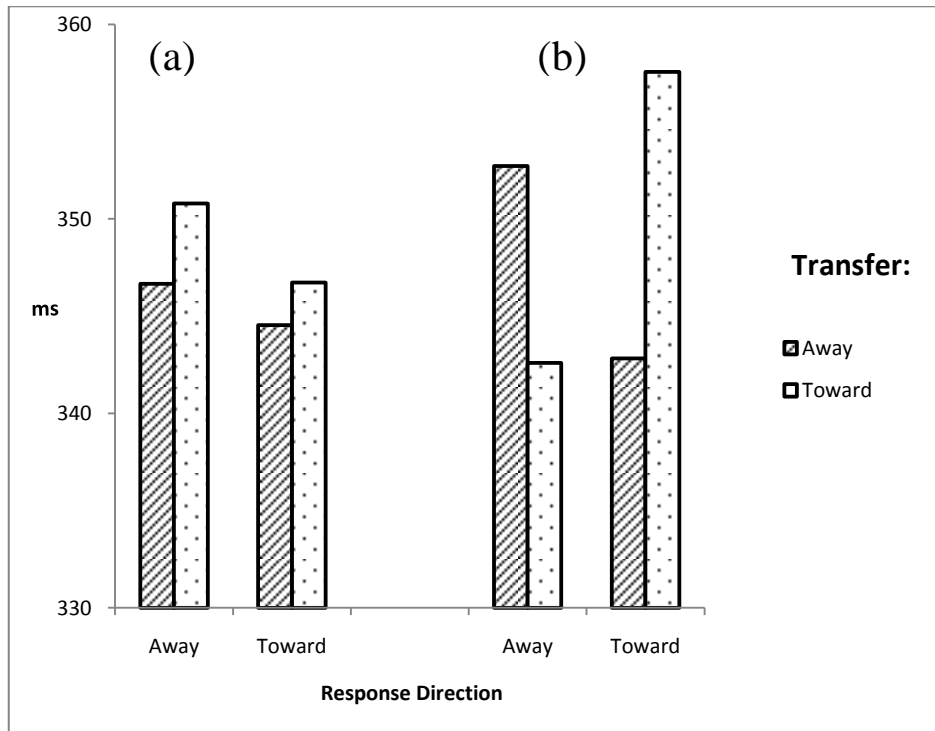 360
(a)
(b)
350
Transfer:
ms
Away
340
Toward
330
Away
Toward
Away
Toward
Response Direction